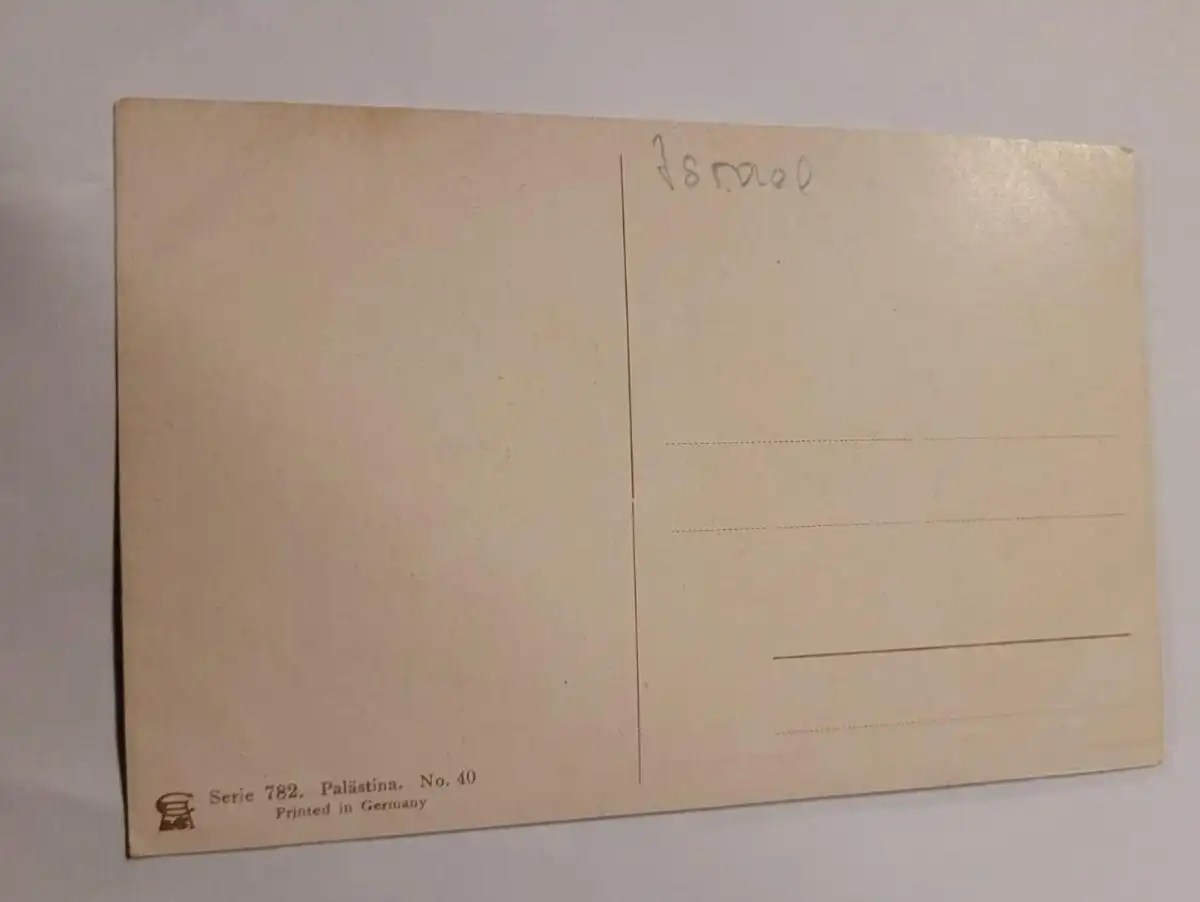 Israel
Serie 782. Palästina. No. 40
Printed in Germany